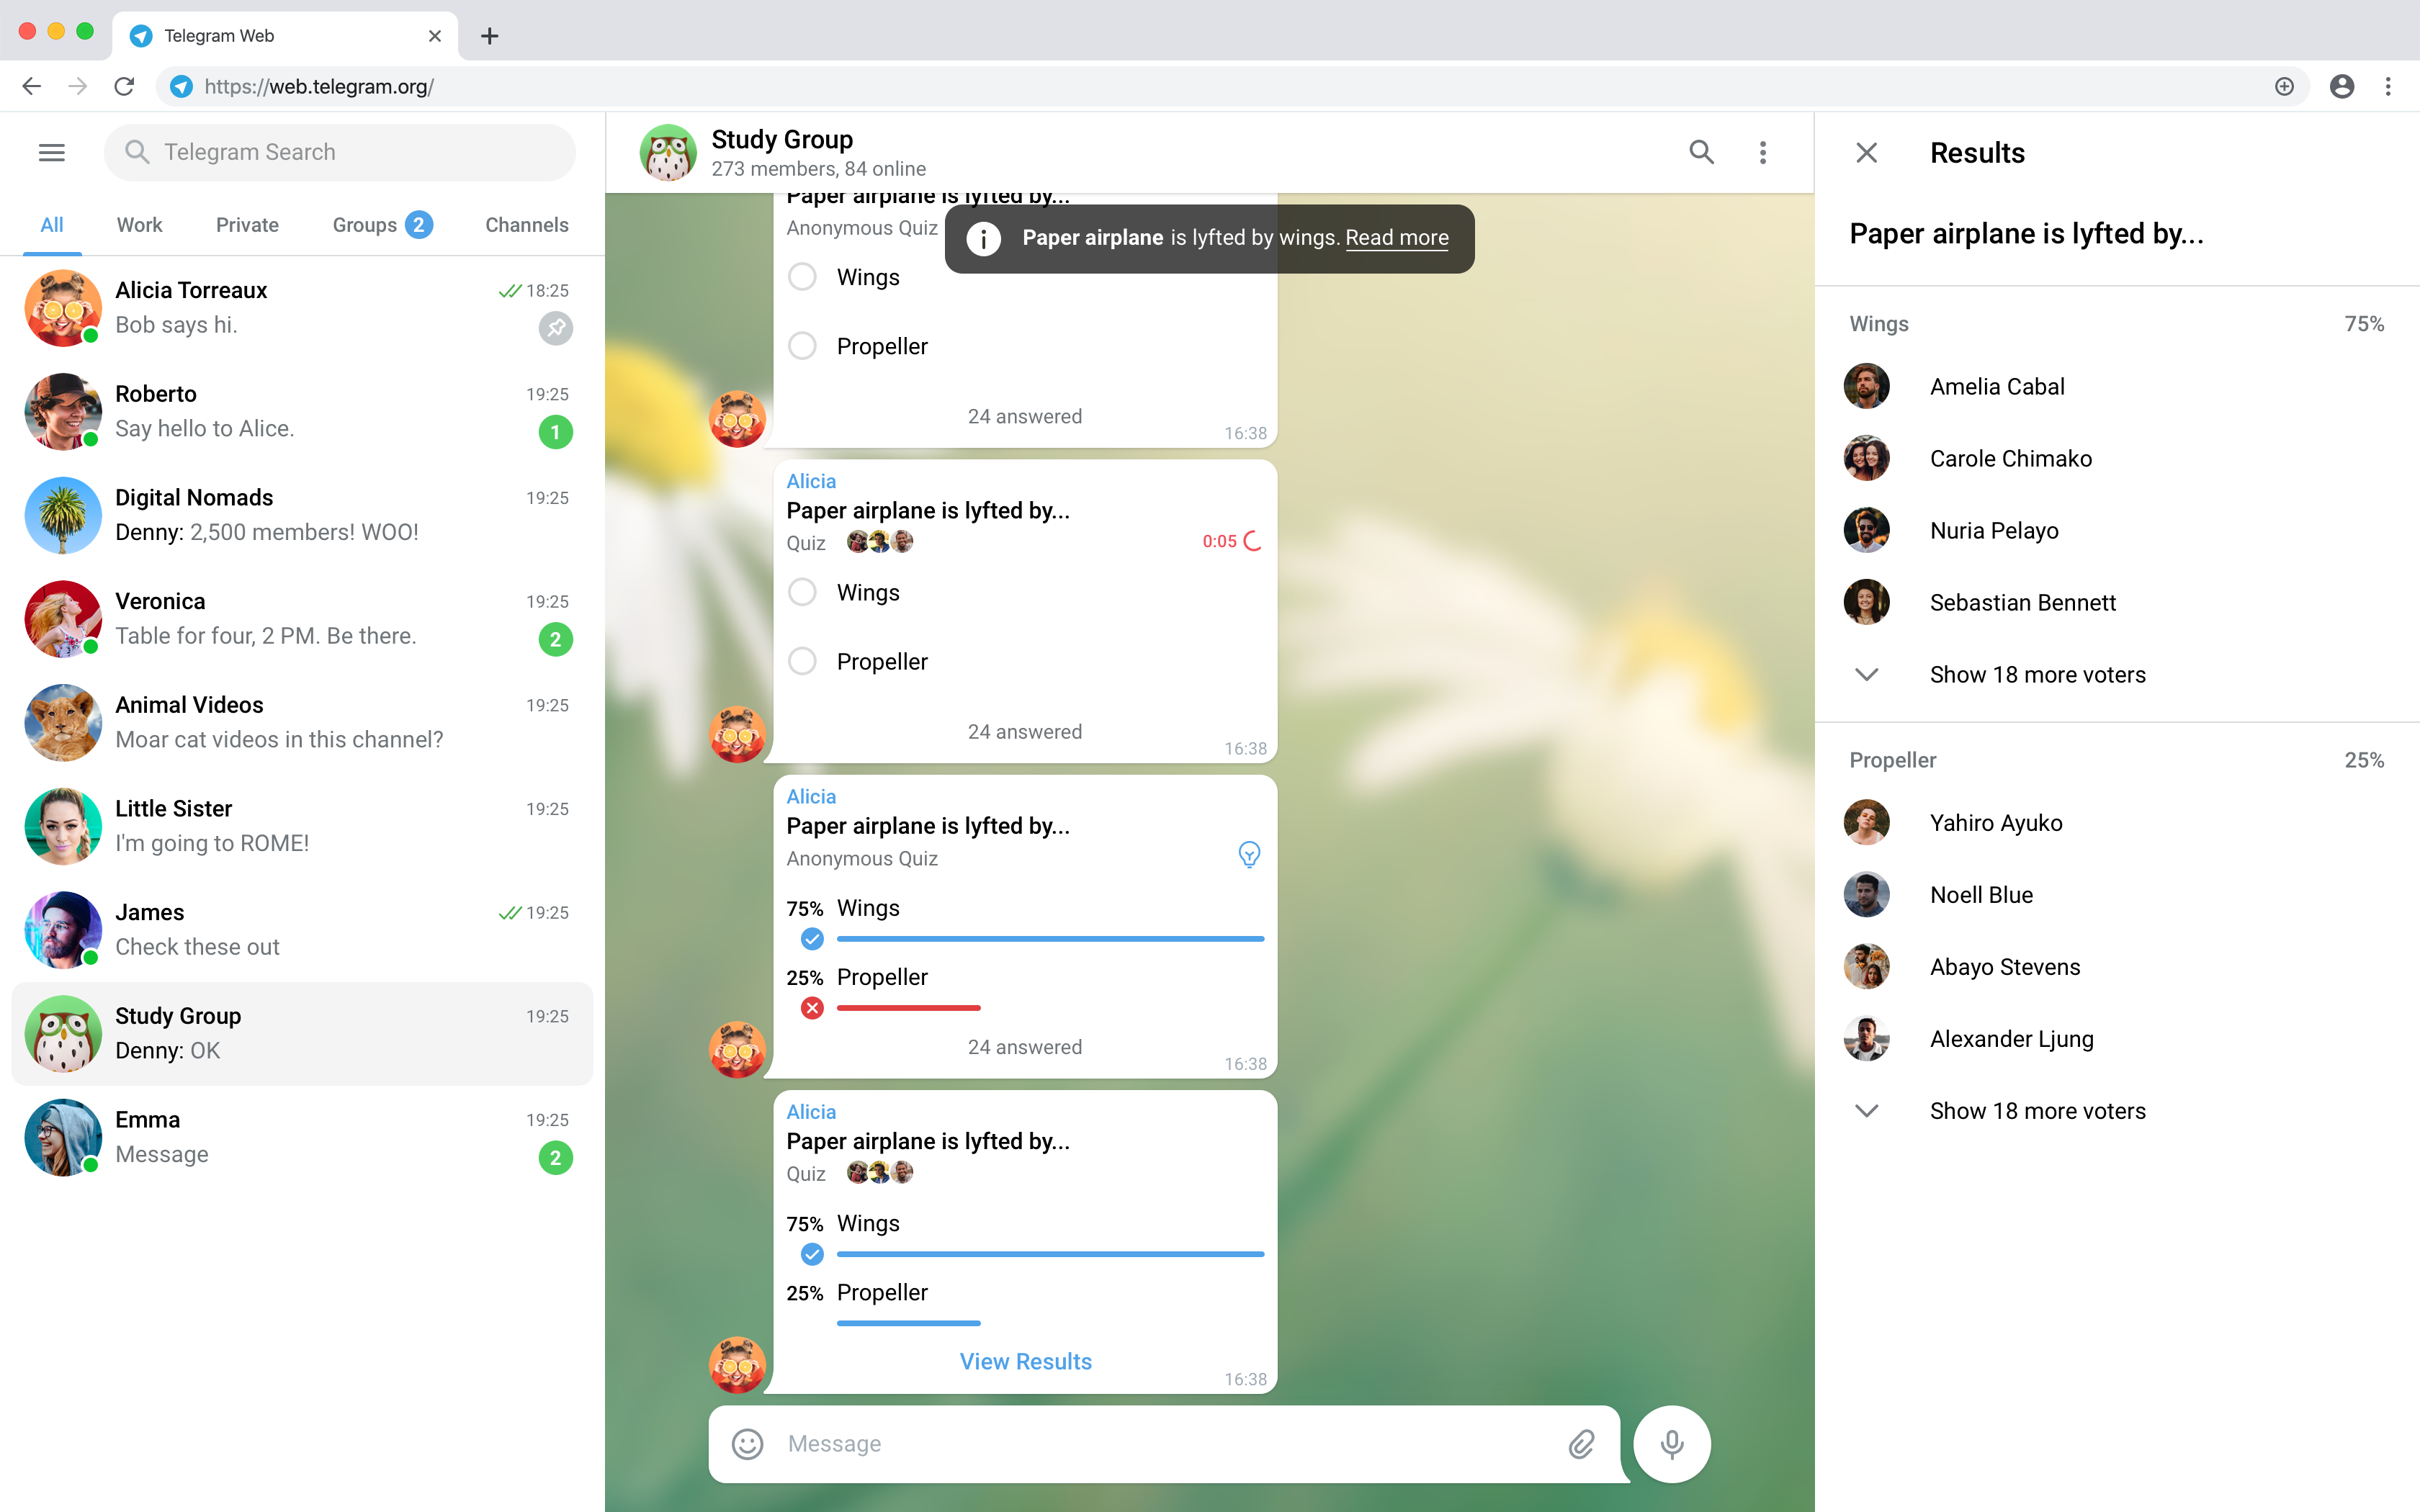 Telegram Web
https://web.telegram.org/
Telegram Search
All
Work
Private
Groups 2
Channels
Alicia Torreaux
18:25
Bob says hi.
Roberto
19:25
Say hello to Alice.
1
Digital Nomads
19:25
Denny: 2,500 members! WOO!
Veronica
19:25
Table for four, 2 PM. Be there.
2
Animal Videos
19:25
Moar cat videos in this channel?
Little Sister
19:25
I'm going to ROME!
James
19:25
Check these out
Study Group
19:25
Denny: OK
Emma
19:25
Message
2
Study Group
273 members, 84 online
Paper airplane is lyfted by...
Anonymous Quiz
Paper airplane is lyfted by wings. Read more
Wings
Propeller
24 answered
16:38
Alicia
Paper airplane is lyfted by...
Quiz
0:05
Wings
Propeller
24 answered
16:38
Alicia
Paper airplane is lyfted by...
Anonymous Quiz
75% Wings
25% Propeller
24 answered
16:38
Alicia
Paper airplane is lyfted by...
Quiz
75% Wings
25% Propeller
View Results
16:38
Message
Results
Paper airplane is lyfted by...
Wings
75%
Amelia Cabal
Carole Chimako
Nuria Pelayo
Sebastian Bennett
Show 18 more voters
Propeller
25%
Yahiro Ayuko
Noell Blue
Abayo Stevens
Alexander Ljung
Show 18 more voters